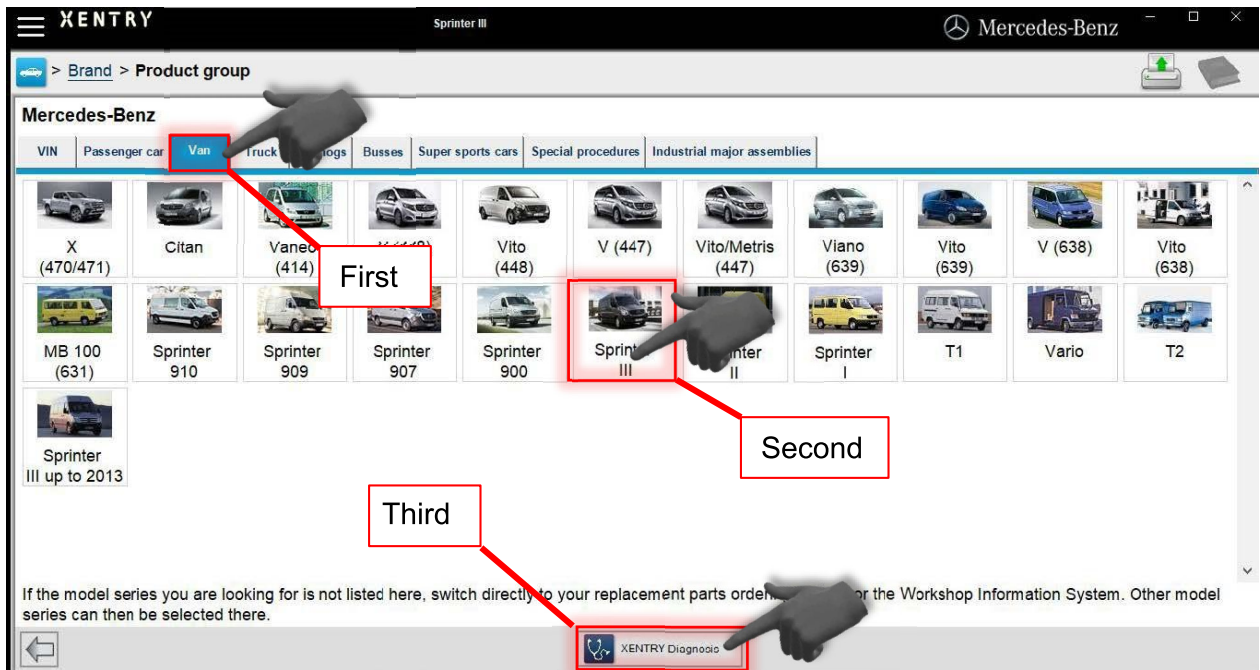 XENTRY
Sprinter III
Mercedes-Benz
> Brand > Product group
Mercedes-Benz
VIN
Passenger car
Van
Truck
ogs
Busses
Super sports cars
Special procedures
Industrial major assemblies
X
(470/471)
Citan
Vaneo
(414)
Vito
(448)
V (447)
Vito/Metris
(447)
Viano
(639)
Vito
(639)
V (638)
Vito
(638)
First
MB 100
(631)
Sprinter
910
Sprinter
909
Sprinter
907
Sprinter
900
Sprinter
III
nter
II
Sprinter
I
T1
Vario
T2
Second
Sprinter
III up to 2013
Third
If the model series you are looking for is not listed here, switch directly to your replacement parts or the Workshop Information System. Other model
series can then be selected there.
XENTRY Diagnosis